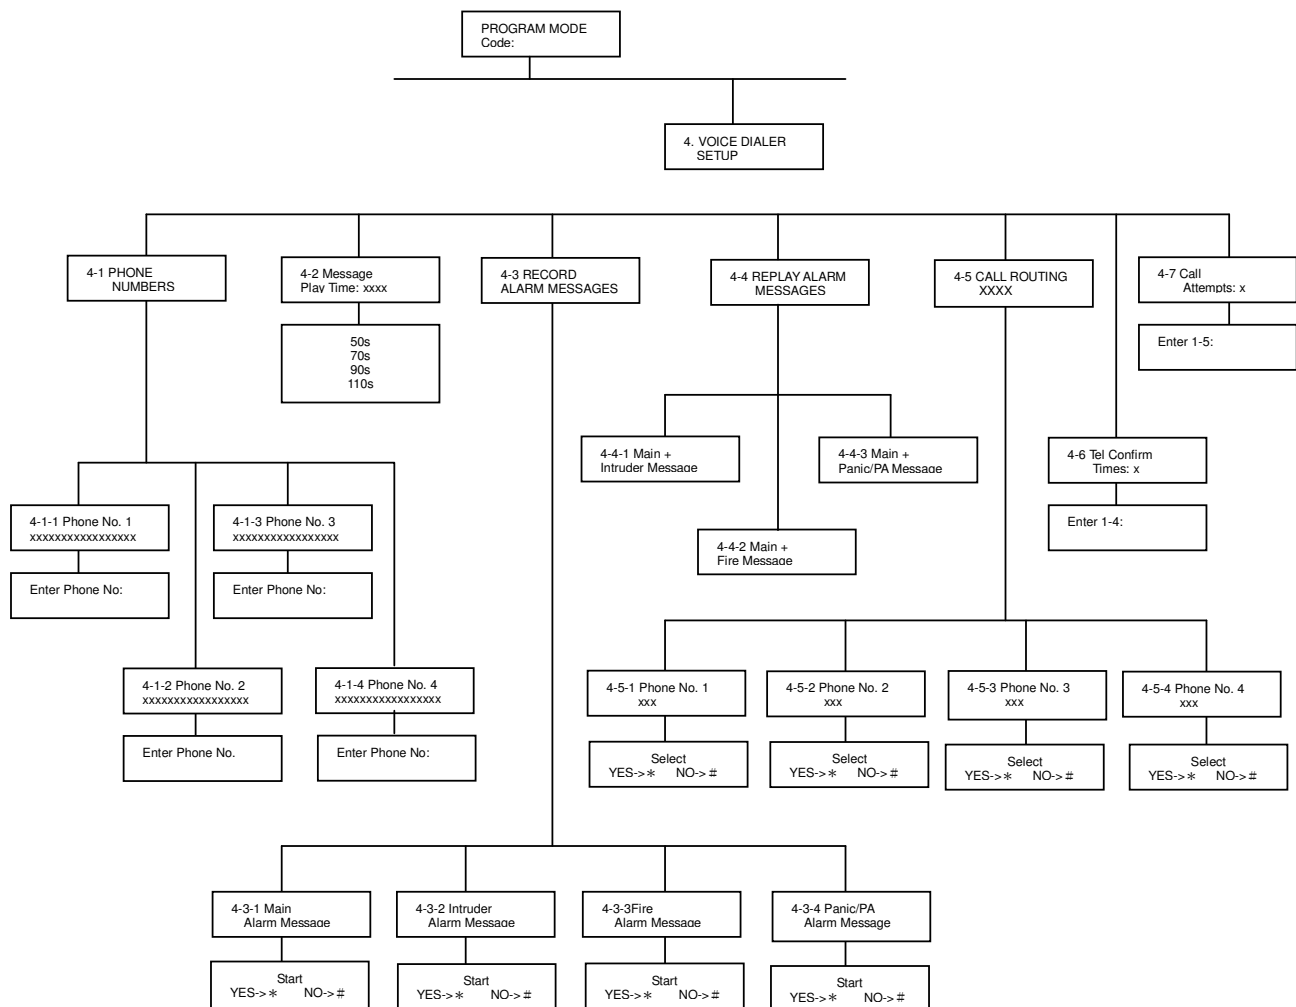 PROGRAM MODE
Code:
4. VOICE DIALER
SETUP
4-1 PHONE
NUMBERS
4-2 Message
Play Time: xxxx
4-3 RECORD
ALARM MESSAGES
4-4 REPLAY ALARM
MESSAGES
4-5 CALL ROUTING
XXXX
4-7 Call
Attempts: x
50s
70s
90s
110s
Enter 1-5:
4-4-1 Main +
Intruder Message
4-4-3 Main +
Panic/PA Message
4-6 Tel Confirm
Times: x
4-1-1 Phone No. 1
xxxxxxxxxxxxxxxxx
4-1-3 Phone No. 3
xxxxxxxxxxxxxxxxx
Enter 1-4:
4-4-2 Main +
Fire Message
Enter Phone No:
Enter Phone No:
4-1-2 Phone No. 2
xxxxxxxxxxxxxxxxx
4-1-4 Phone No. 4
xxxxxxxxxxxxxxxxx
4-5-1 Phone No. 1
xxx
4-5-2 Phone No. 2
xxx
4-5-3 Phone No. 3
xxx
4-5-4 Phone No. 4
xxx
Enter Phone No.
Enter Phone No:
Select
YES->* NO->#
Select
YES->* NO->#
Select
YES->* NO->#
Select
YES->* NO->#
4-3-1 Main
Alarm Message
4-3-2 Intruder
Alarm Message
4-3-3Fire
Alarm Message
4-3-4 Panic/PA
Alarm Message
Start
YES->* NO->#
Start
YES->* NO->#
Start
YES->* NO->#
Start
YES->* NO->#